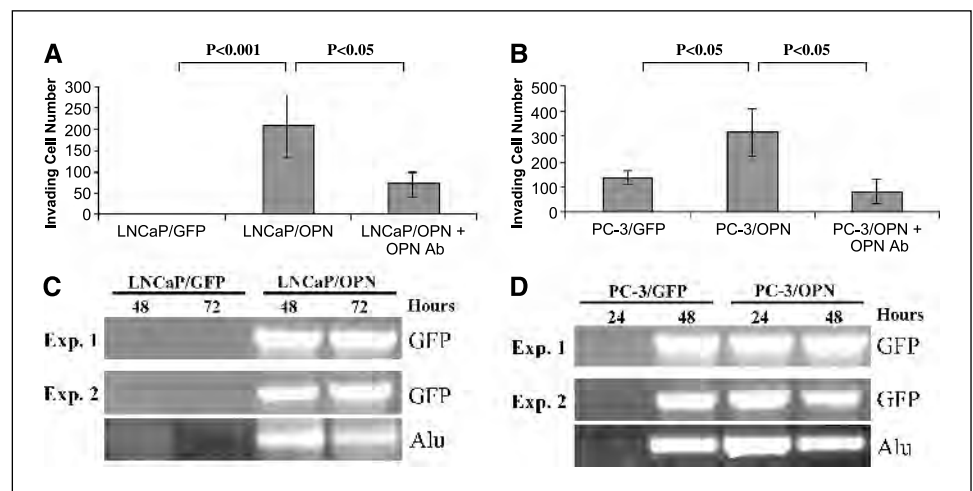 A
P<0.001 P<0.05
Invading Cell Number
300
250
200
150
100
50
0
LNCaP/GFP LNCaP/OPN LNCaP/OPN +
OPN Ab
B
P<0.05 P<0.05
Invading Cell Number
500
400
300
200
100
0
PC-3/GFP PC-3/OPN PC-3/OPN +
OPN Ab
C
LNCaP/GFP LNCaP/OPN
48 72 48 72 Hours
Exp. 1 GFP
Exp. 2 GFP
Alu
D
PC-3/GFP PC-3/OPN
24 48 24 48 Hours
Exp. 1 GFP
Exp. 2 GFP
Alu